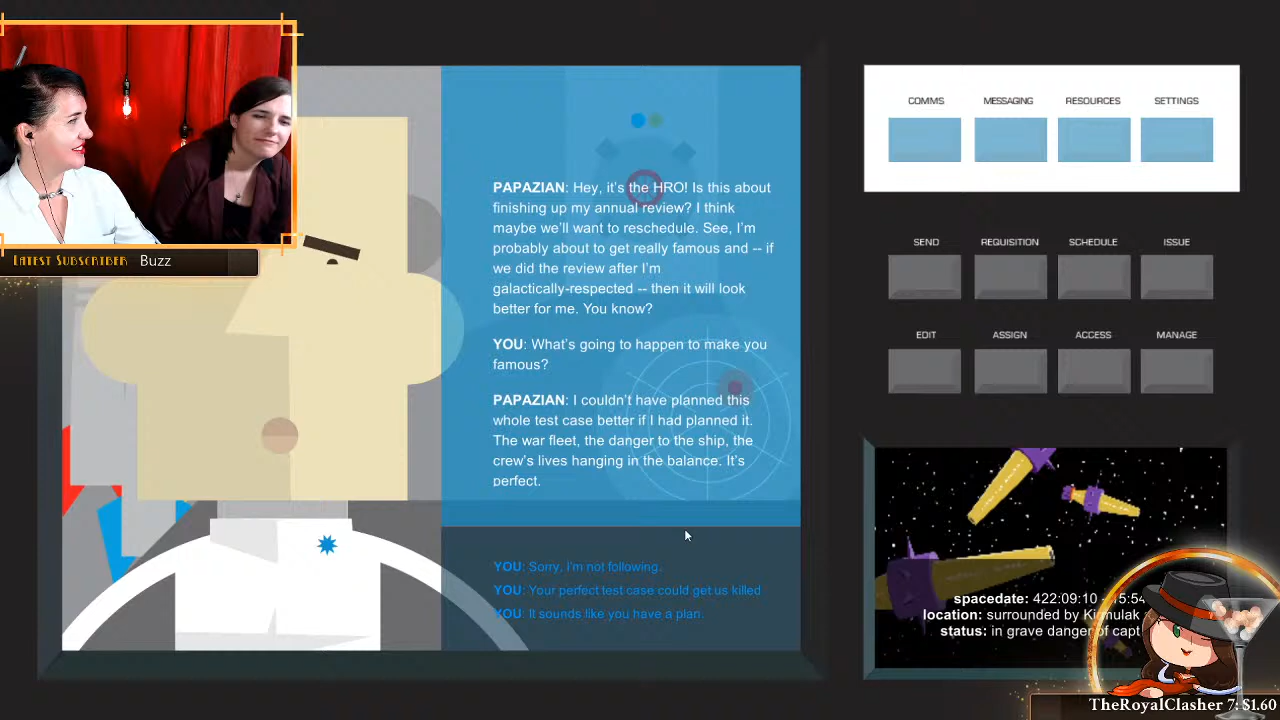 LATEST SUBSCRIBER Buzz
PAPAZIAN: Hey, it's the HRO! Is this about
finishing up my annual review? I think
maybe we'll want to reschedule. See, I'm
probably about to get really famous and -- if
we did the review after I'm
galactically-respected -- then it will look
better for me. You know?
YOU: What's going to happen to make you
famous?
PAPAZIAN: I couldn't have planned this
whole test case better if I had planned it.
The war fleet, the danger to the ship, the
crew's lives hanging in the balance. It's
perfect.
YOU: Sorry, I'm not following.
YOU: Your perfect test case could get us killed
YOU: It sounds like you have a plan.
COMMS MESSAGING RESOURCES SETTINGS
SEND REQUISITION SCHEDULE ISSUE
EDIT ASSIGN ACCESS MANAGE
spacedate: 422:09:10
location: surrounded by
status: in grave danger of
TheRoyalClasher 7: $1.60